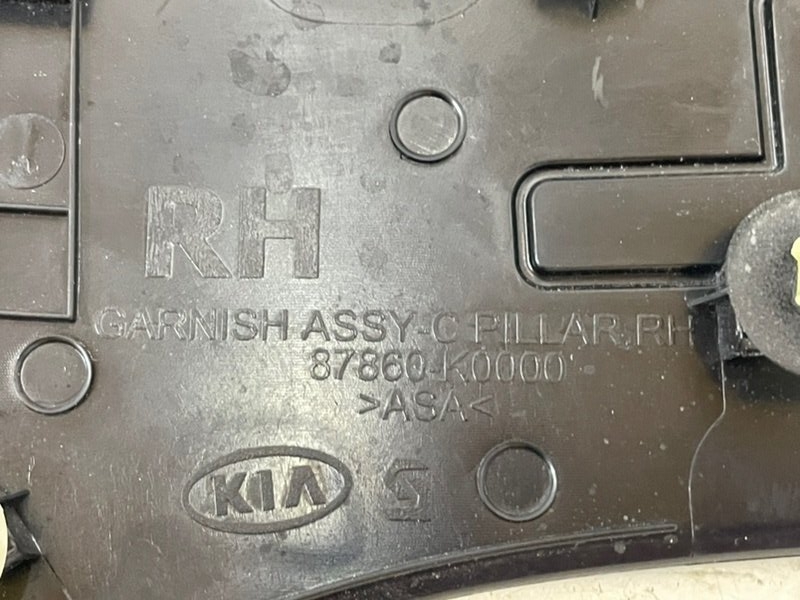 RH
GARNISH ASSY-C PILLAR, RH
87860-K0000
>ASA<
KIA